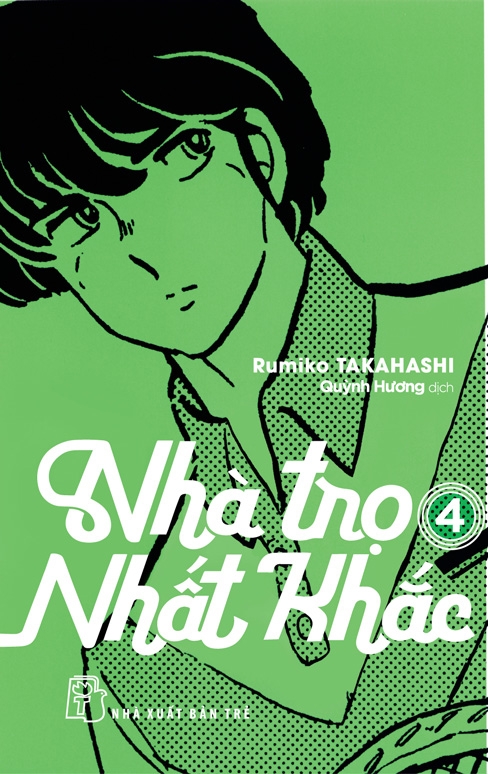 Rumiko TAKAHASHI
Quỳnh Hương dịch
Nhà trọ 4
Nhất Khắc
NHÀ XUẤT BẢN TRẺ